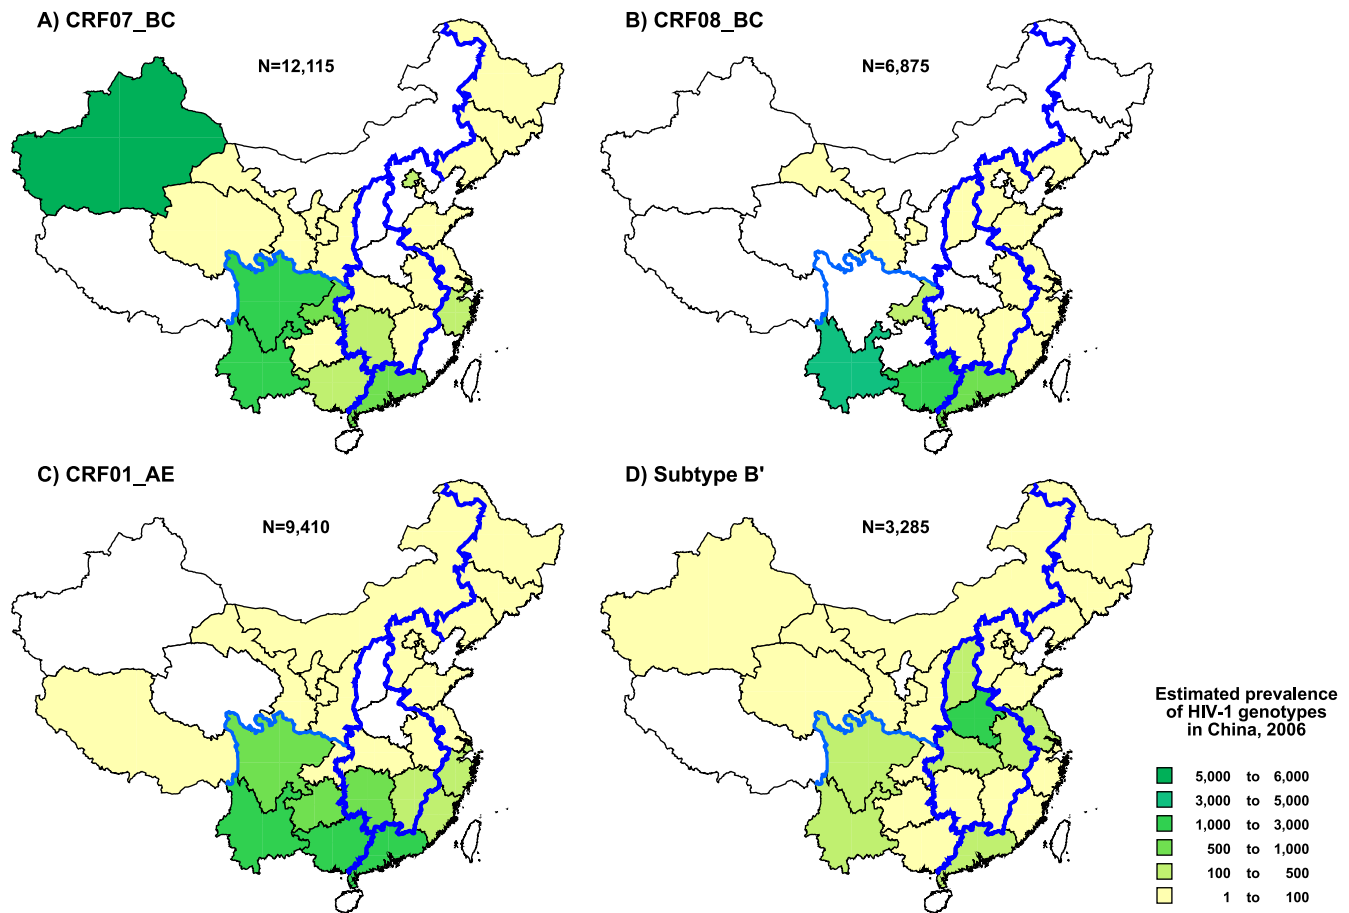 A) CRF07_BC
N=12,115
B) CRF08_BC
N=6,875
C) CRF01_AE
N=9,410
D) Subtype B'
N=3,285
Estimated prevalence
of HIV-1 genotypes
in China, 2006
5,000 to 6,000
3,000 to 5,000
1,000 to 3,000
500 to 1,000
100 to 500
1 to 100